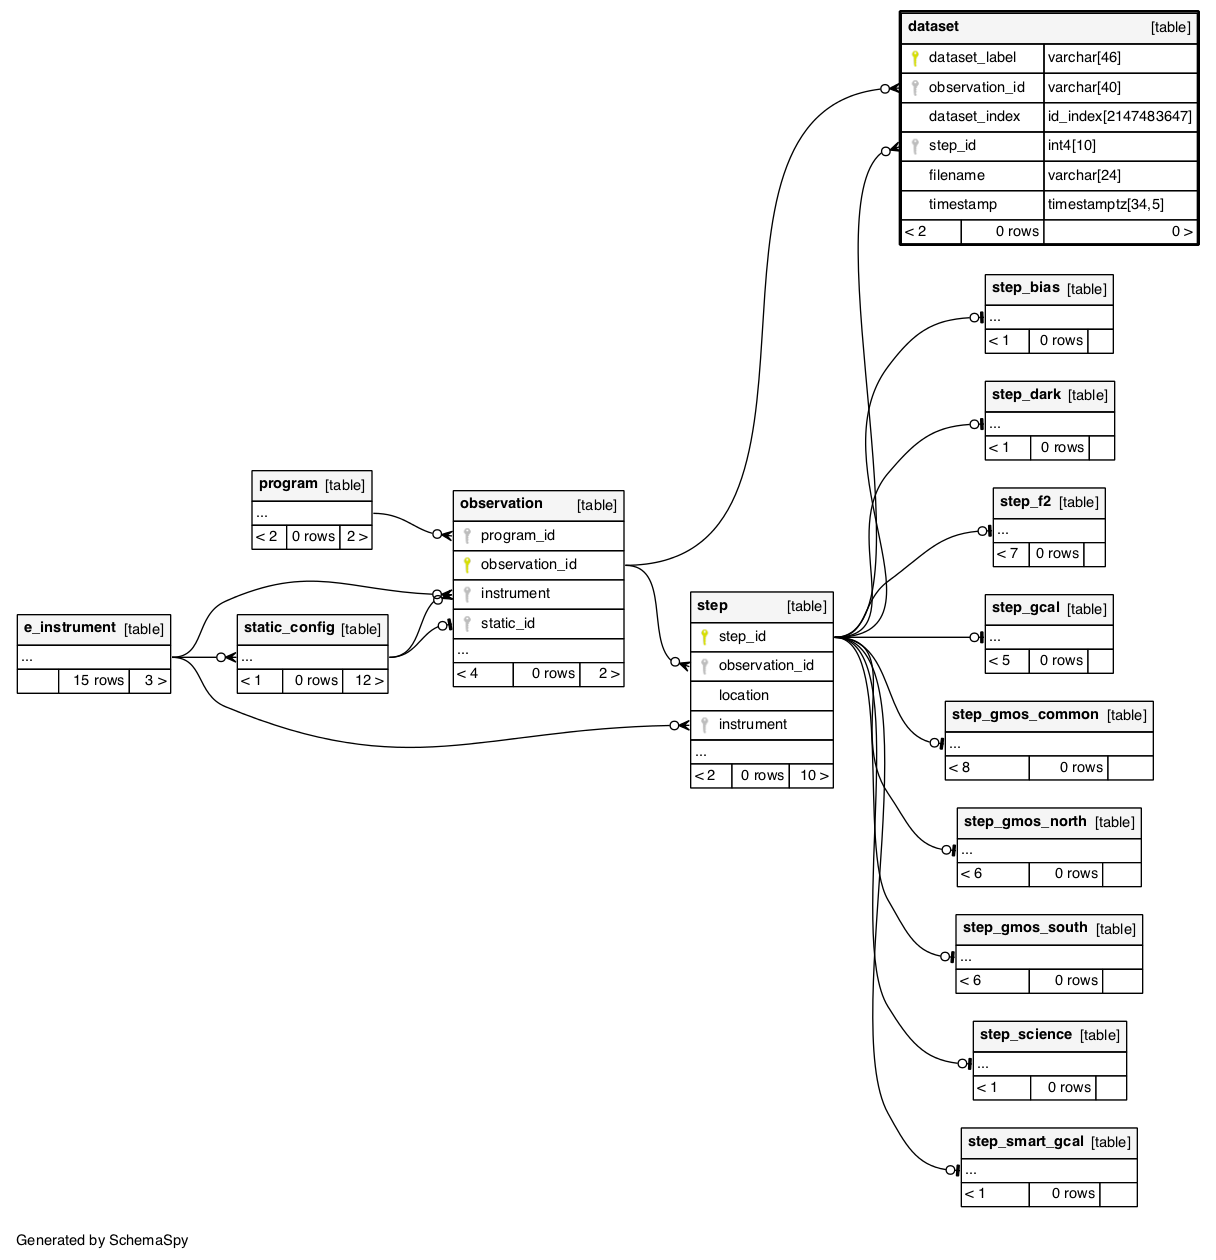 dataset [table]
dataset_label varchar[46]
observation_id varchar[40]
dataset_index id_index[2147483647]
step_id int4[10]
filename varchar[24]
timestamp timestamptz[34,5]
< 2 0 rows 0 >
step_bias [table]
...
< 1 0 rows
step_dark [table]
...
< 1 0 rows
step_f2 [table]
...
< 7 0 rows
program [table]
...
< 2 0 rows 2 >
observation [table]
program_id
observation_id
instrument
static_id
...
< 4 0 rows 2 >
e_instrument [table]
...
15 rows 3 >
static_config [table]
...
< 1 0 rows 12 >
step [table]
step_id
observation_id
location
instrument
...
< 2 0 rows 10 >
step_gcal [table]
...
< 5 0 rows
step_gmos_common [table]
...
< 8 0 rows
step_gmos_north [table]
...
< 6 0 rows
step_gmos_south [table]
...
< 6 0 rows
step_science [table]
...
< 1 0 rows
step_smart_gcal [table]
...
< 1 0 rows
Generated by SchemaSpy